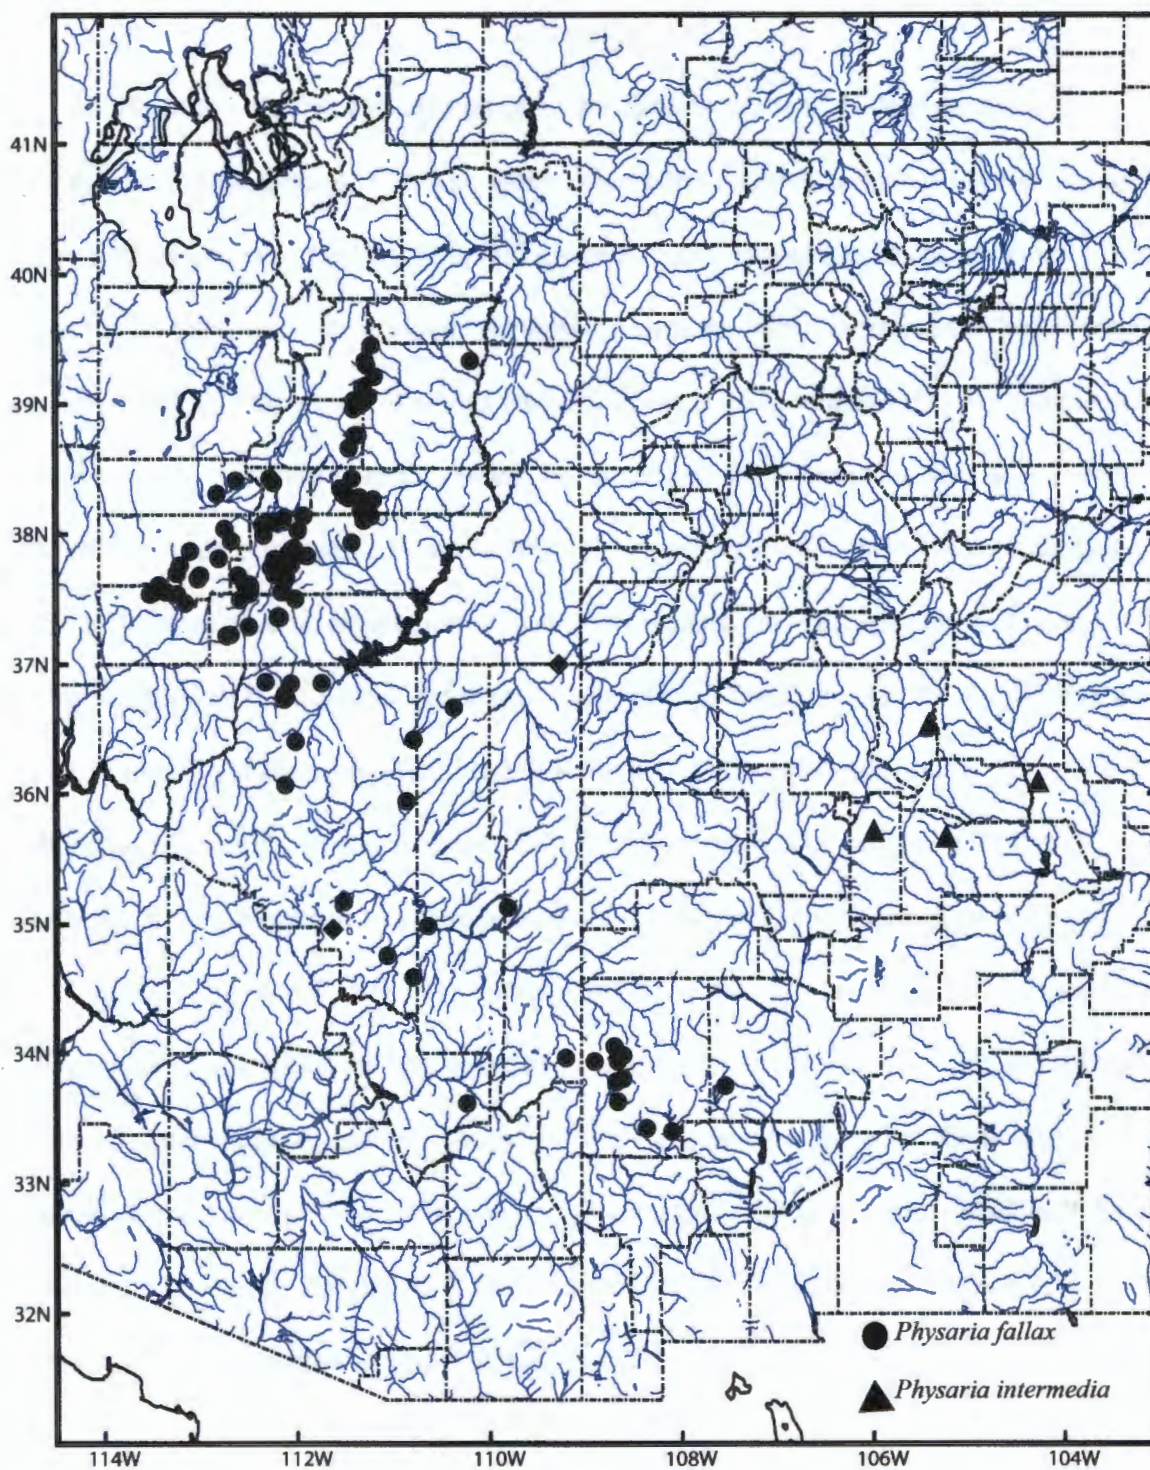 41N
40N
39N
38N
37N
36N
35N
34N
33N
32N
Physaria fallax
Physaria intermedia
114W 112W 110W 108W 106W 104W